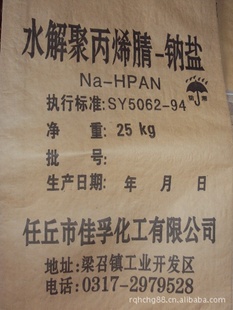 水解聚丙烯腈-钠盐
Na-HPAN
执行标准:SY5062-94
净 重: 25 kg
批 号:
生产日期: 年 月 日
任丘市佳孚化工有限公司
地址:梁召镇工业开发区
电话:0317-2979528
rqhcng88.cn.alibaba.com